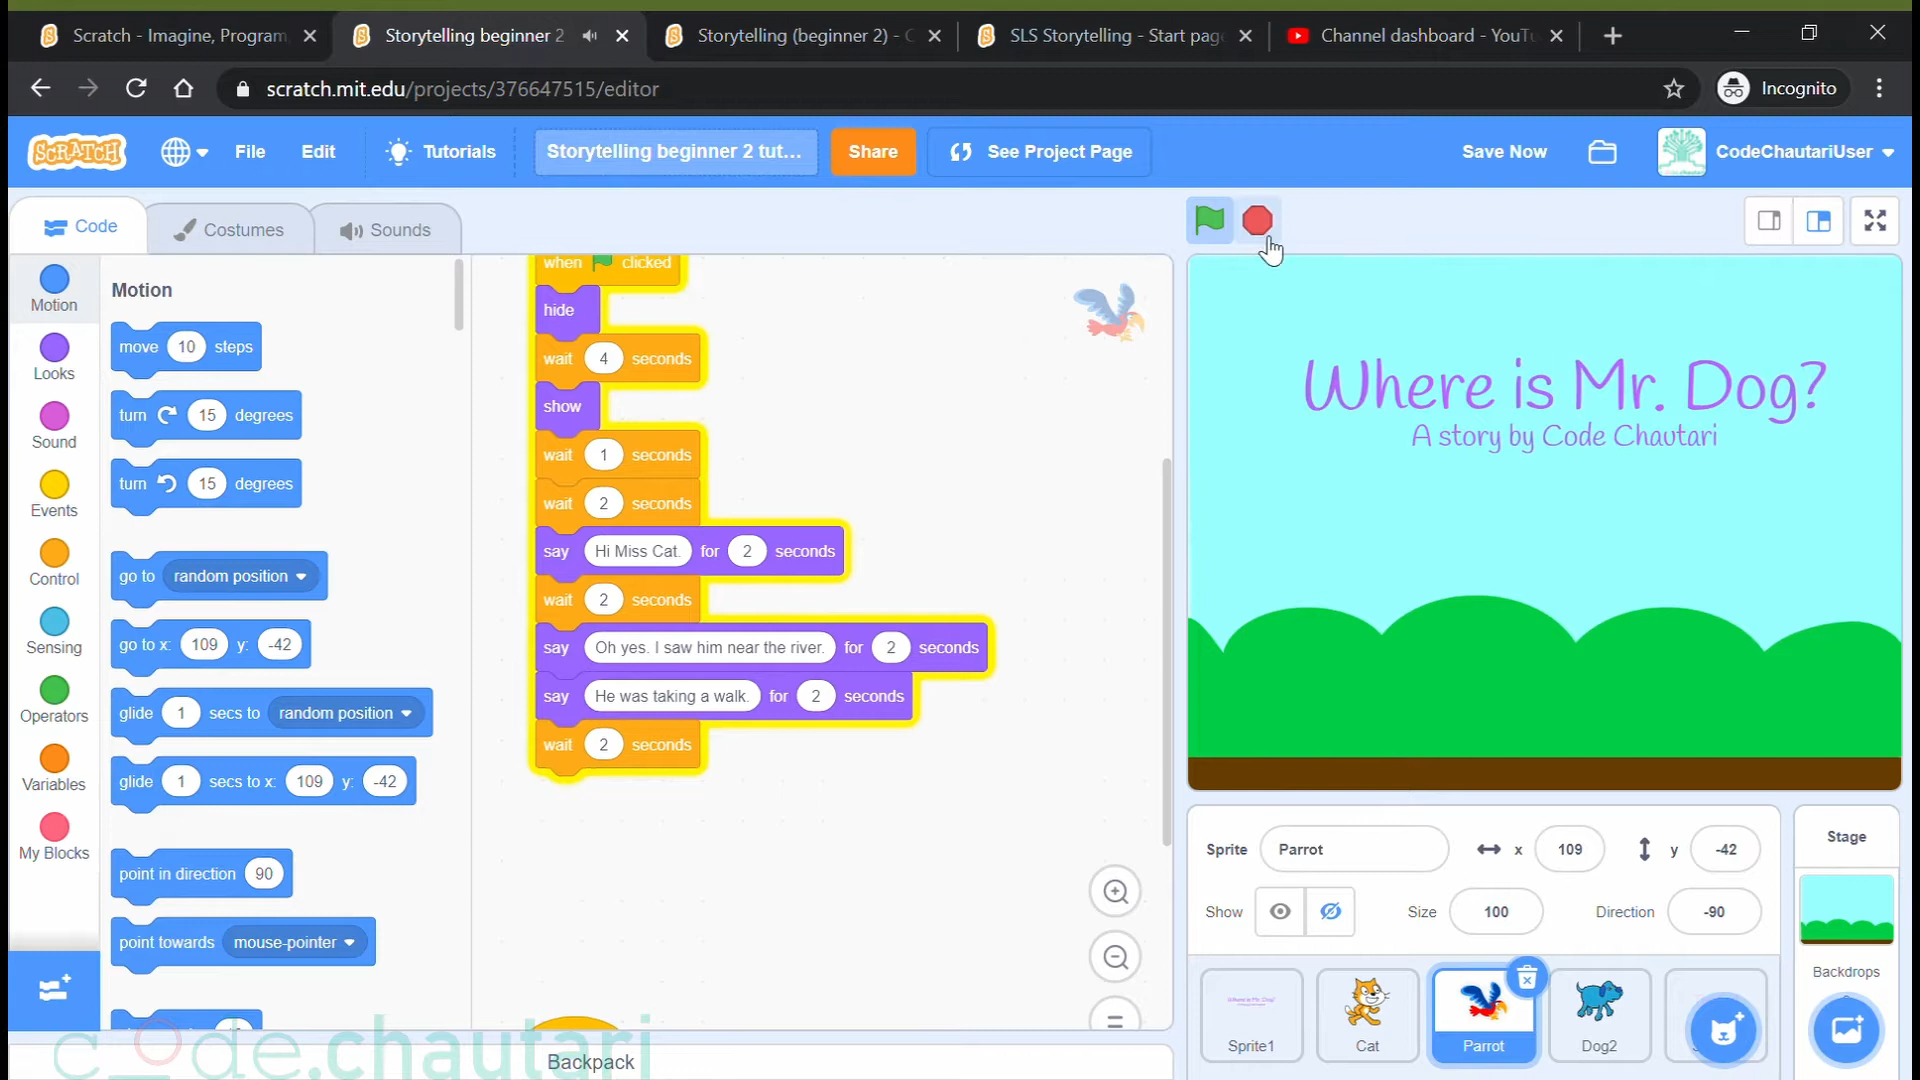 Scratch - Imagine, Program
Storytelling beginner 2
Storytelling (beginner 2) - C
SLS Storytelling - Start page
Channel dashboard - YouTu
scratch.mit.edu/projects/376647515/editor
Incognito
SCRATCH
File
Edit
Tutorials
Storytelling beginner 2 tut...
Share
See Project Page
Save Now
CodeChautariUser
Code
Costumes
Sounds
Motion
Looks
Sound
Events
Control
Sensing
Operators
Variables
My Blocks
Motion
move 10 steps
turn 15 degrees
turn 15 degrees
go to random position
go to x: 109 y: -42
glide 1 secs to random position
glide 1 secs to x: 109 y: -42
point in direction 90
point towards mouse-pointer
when clicked
hide
wait 4 seconds
show
wait 1 seconds
wait 2 seconds
say Hi Miss Cat. for 2 seconds
wait 2 seconds
say Oh yes. I saw him near the river. for 2 seconds
say He was taking a walk. for 2 seconds
wait 2 seconds
Where is Mr. Dog?
A story by Code Chautari
Sprite Parrot x 109 y -42
Show Size 100 Direction -90
Where is Mr. Dog?
Sprite1
Cat
Parrot
Dog2
Stage
Backdrops
Backpack
code.chautari